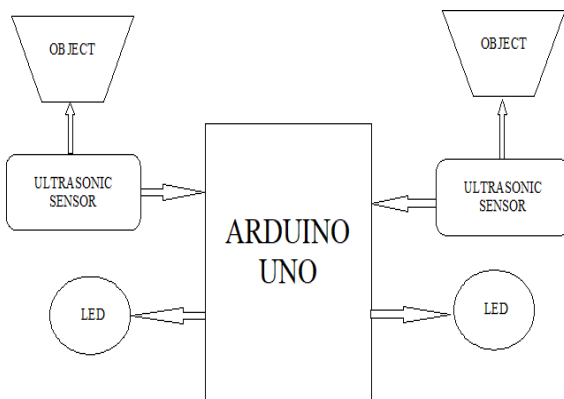 OBJECT
OBJECT
ULTRASONIC
SENSOR
ULTRASONIC
SENSOR
ARDUINO
UNO
LED
LED